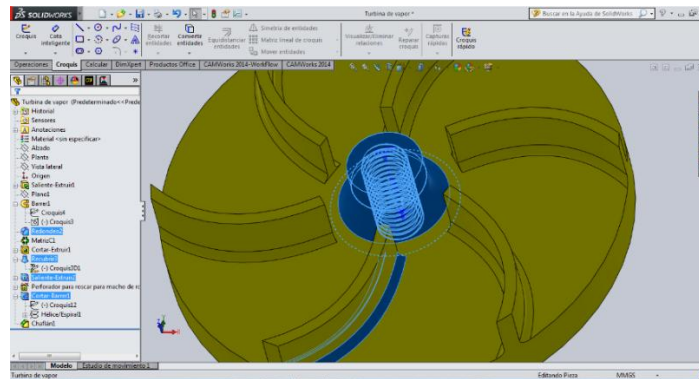 SOLIDWORKS
Turbina de vapor *
Buscar en la Ayuda de SolidWorks
Croquis
Cota inteligente
Recortar entidades
Convertir entidades
Equidistanciar entidades
Simetría de entidades
Matriz lineal de croquis
Mover entidades
Visualizar/Eliminar relaciones
Reparar croquis
Capturas rápidas
Croquis rápido
Operaciones
Croquis
Calcular
DimXpert
Productos Office
CAMWorks 2014-WorkFlow
CAMWorks 2014
Turbina de vapor (Predeterminado<<Prede
Historial
Sensores
Anotaciones
Material <sin especificar>
Alzado
Planta
Vista lateral
Origen
Saliente-Extruir1
Plano1
Barrer1
Croquis4
(-) Croquis3
Redondeo2
MatrizC1
Cortar-Extruir1
(-) Croquis3D1
Perforador para roscar para macho de ro
Cortar-Barrer1
(-) Croquis12
Hélice/Espiral1
Chaflán1
Modelo
Estudio de movimiento 1
Turbina de vapor
Editando Pieza
MMGS